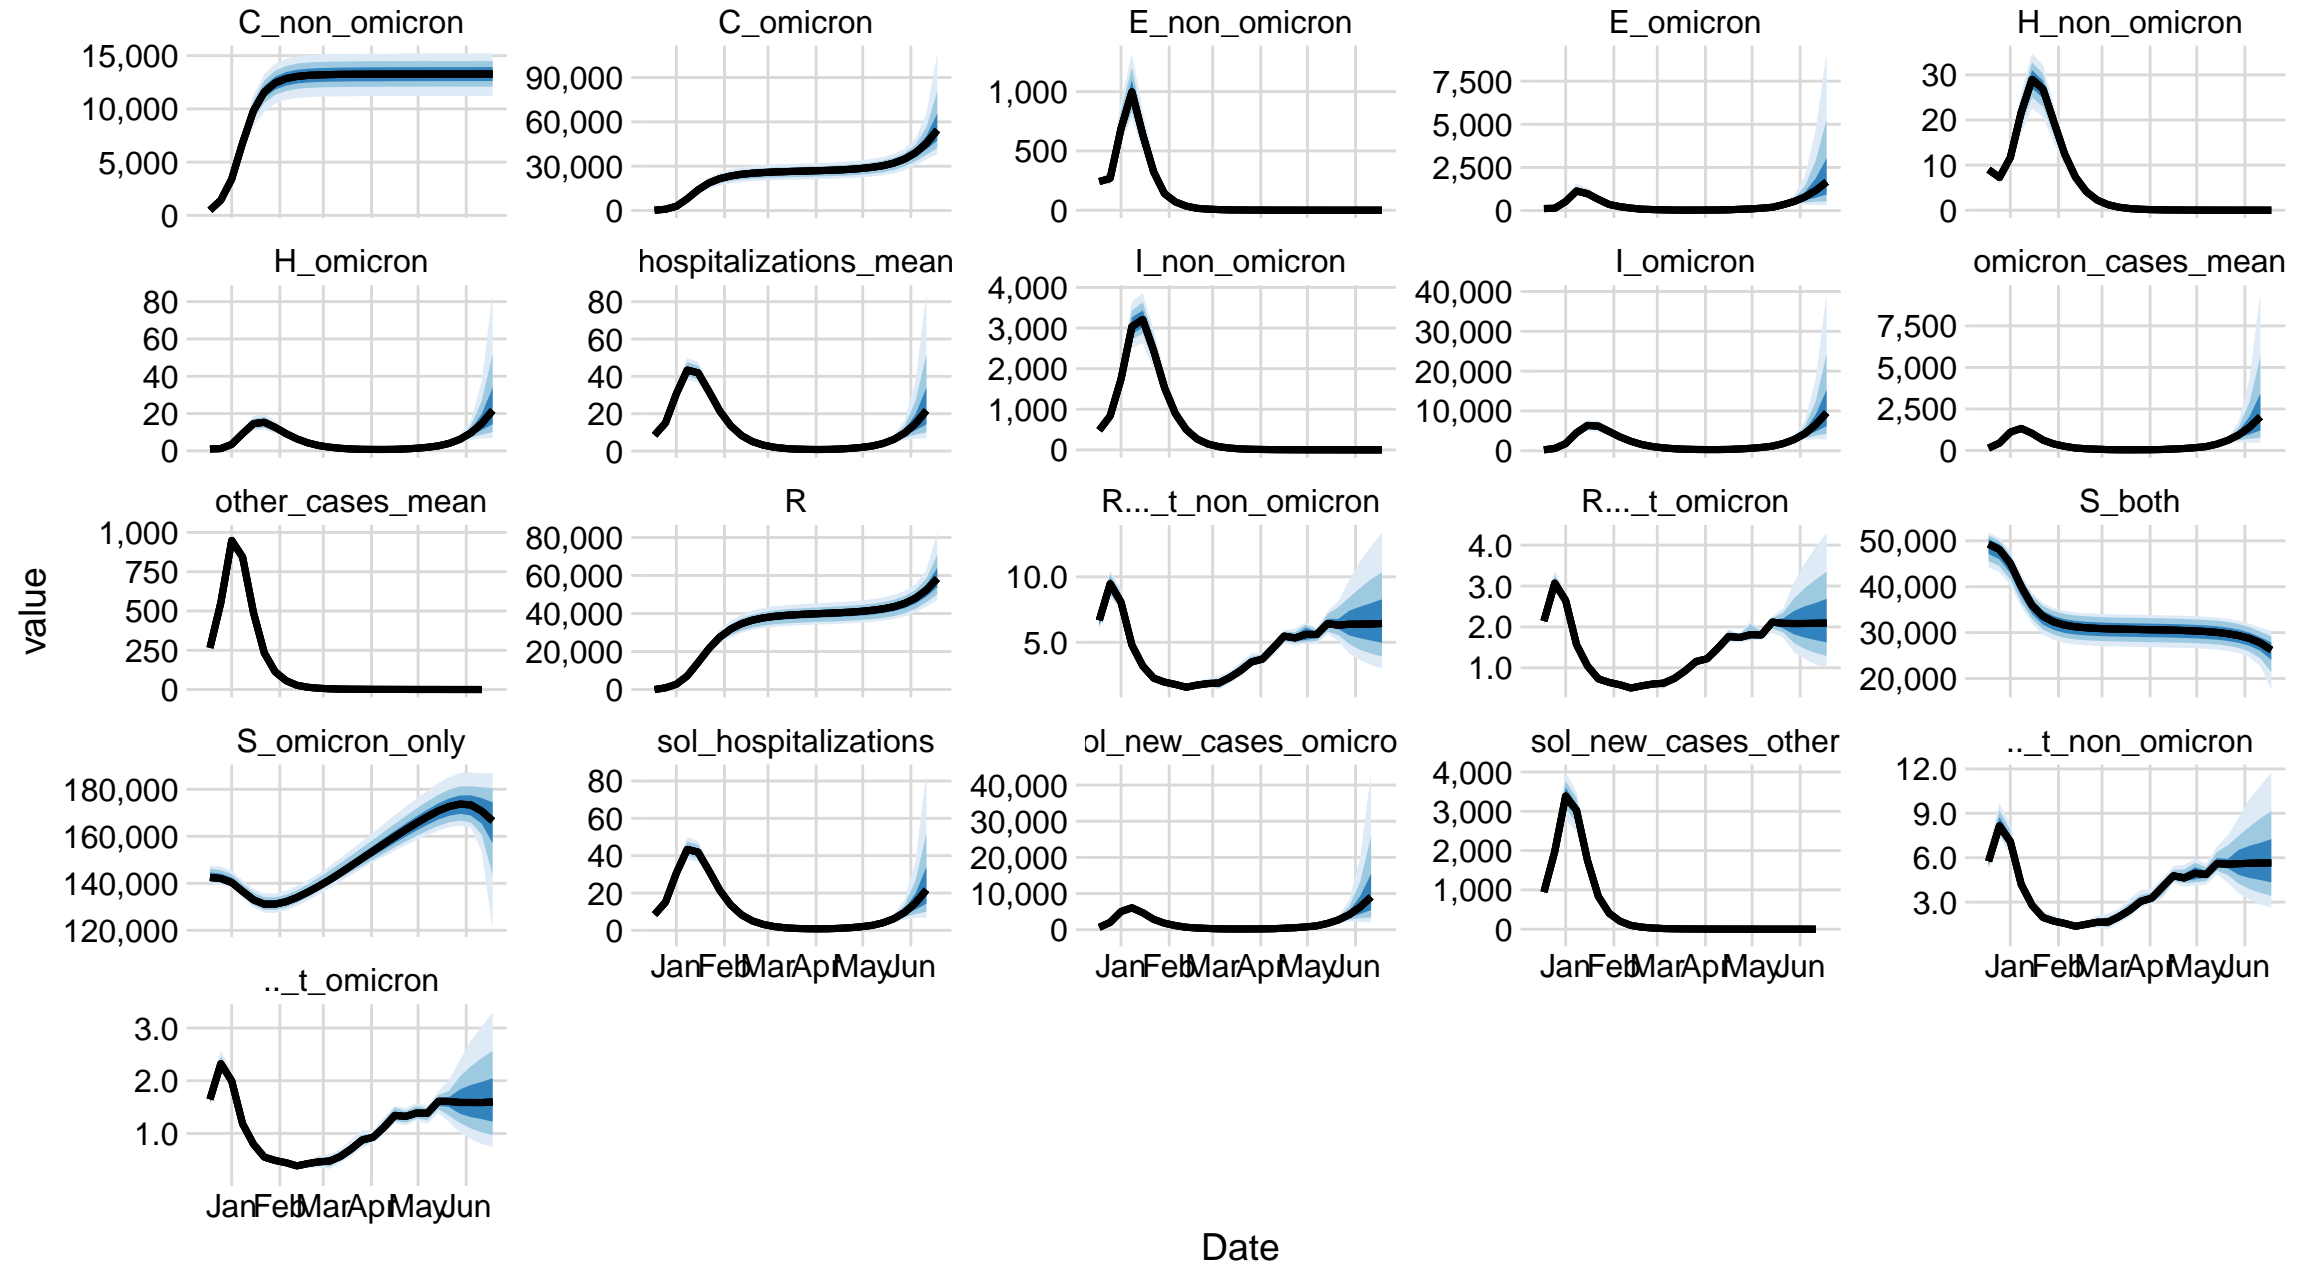 C_non_omicron C_omicron E_non_omicron E_omicron H_non_omicron
15,000 10,000 5,000 0
90,000 60,000 30,000 0
1,000 500 0
7,500 5,000 2,500 0
30 20 10 0
H_omicron hospitalizations_mean I_non_omicron I_omicron omicron_cases_mean
80 60 40 20 0
80 60 40 20 0
4,000 3,000 2,000 1,000 0
40,000 30,000 20,000 10,000 0
7,500 5,000 2,500 0
other_cases_mean R R..._t_non_omicron R..._t_omicron S_both
1,000 750 500 250 0
80,000 60,000 40,000 20,000 0
10.0 5.0
4.0 3.0 2.0 1.0
50,000 40,000 30,000 20,000
value
S_omicron_only sol_hospitalizations ol_new_cases_omicro sol_new_cases_other .._t_non_omicron
180,000 160,000 140,000 120,000
80 60 40 20 0
40,000 30,000 20,000 10,000 0
4,000 3,000 2,000 1,000 0
12.0 9.0 6.0 3.0
Jan Feb Mar Apr May Jun
Jan Feb Mar Apr May Jun
Jan Feb Mar Apr May Jun
Jan Feb Mar Apr May Jun
.._t_omicron
3.0 2.0 1.0
Jan Feb Mar Apr May Jun
Date